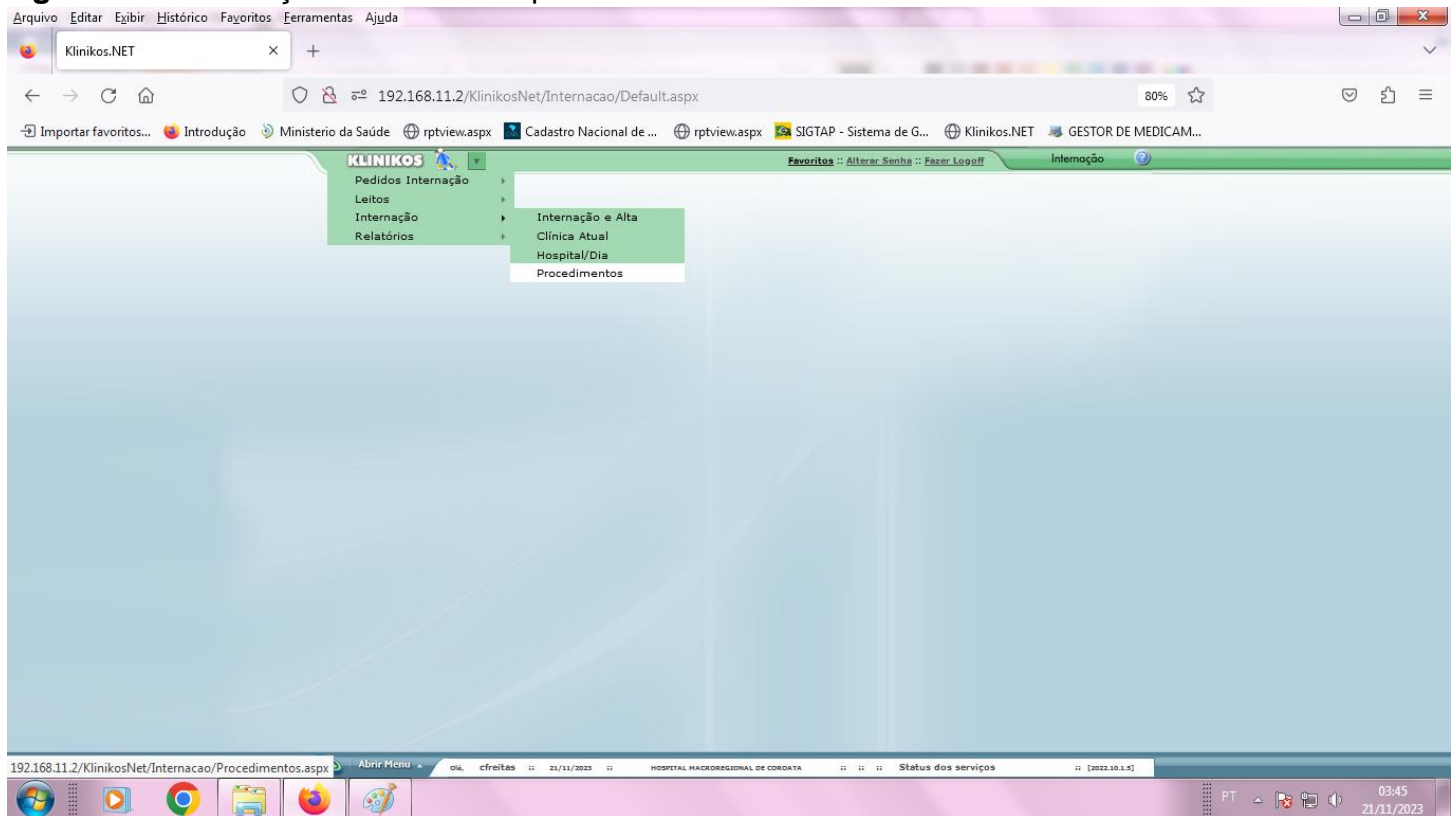 Arquivo Editar Exibir Histórico Favoritos Ferramentas Ajuda
Klinikos.NET
192.168.11.2/KlinikosNet/Internacao/Default.aspx 80%
Importar favoritos... Introdução Ministerio da Saúde rptview.aspx Cadastro Nacional de ... rptview.aspx SIGTAP - Sistema de G... Klinikos.NET GESTOR DE MEDICAM...
KLINIKOS Favoritos :: Alterar Senha :: Fazer Logoff Internação
Pedidos Internação
Leitos
Internação Internação e Alta
Relatórios Clínica Atual
Hospital/Dia
Procedimentos
192.168.11.2/KlinikosNet/Internacao/Procedimentos.aspx Abrir Menu olá, cfreitas :: 21/11/2023 :: HOSPITAL MACROREGIONAL DE COROATA :: :: :: Status dos serviços :: [2022.10.1.5]
PT 03:45
21/11/2023